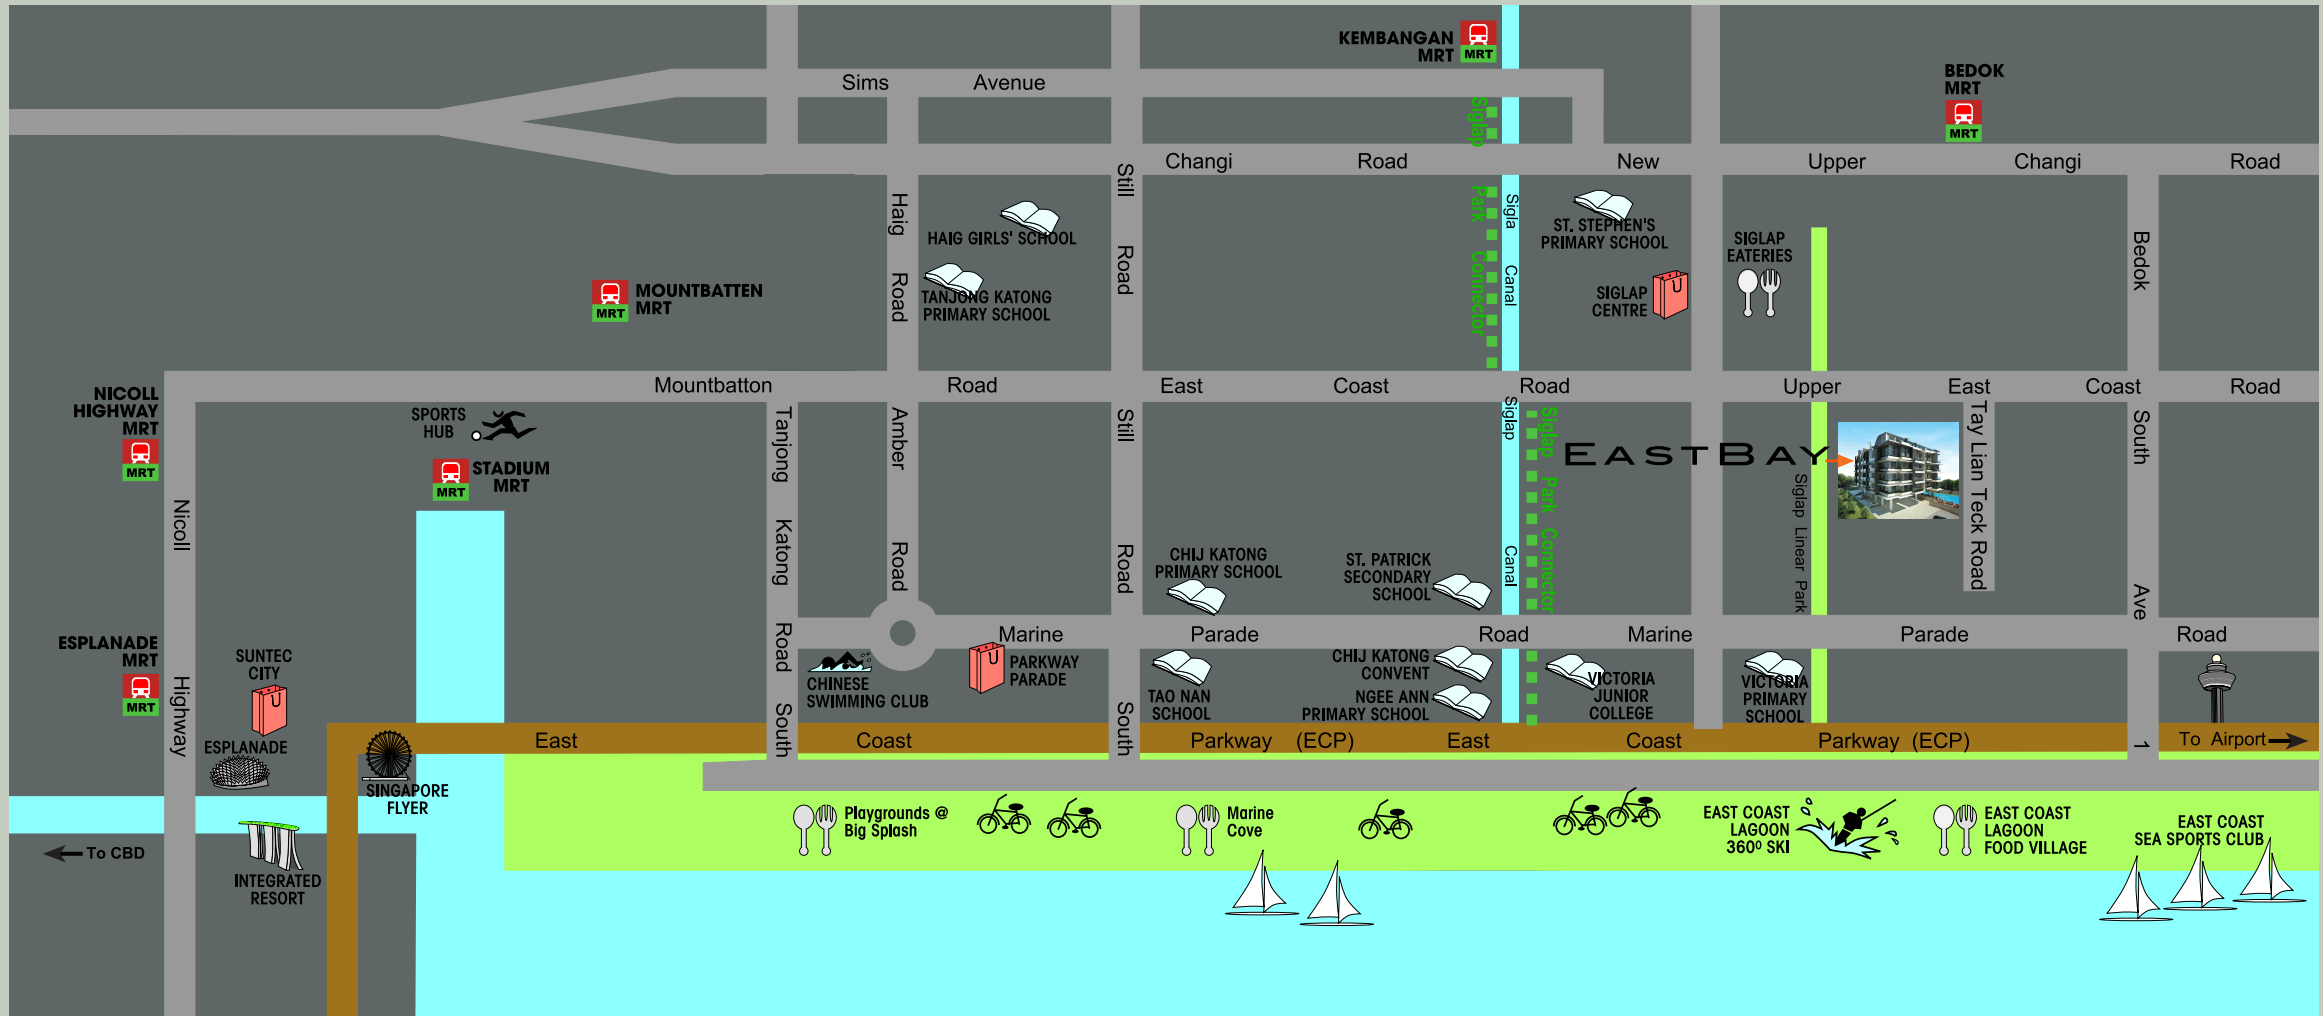 KEMBANGAN
MRT
MRT
BEDOK
MRT
MRT
Sims Avenue
Changi Road New Upper Changi Road
Siglap Park Connector
Sigla Canal
Still Road
Haig Road
Bedok South Ave 1
HAIG GIRLS' SCHOOL
TANJONG KATONG
PRIMARY SCHOOL
ST. STEPHEN'S
PRIMARY SCHOOL
SIGLAP
CENTRE
SIGLAP
EATERIES
MOUNTBATTEN
MRT
MRT
Mountbatton Road East Coast Road Upper East Coast Road
NICOLL
HIGHWAY
MRT
MRT
SPORTS
HUB
STADIUM
MRT
MRT
Nicoll Highway
Tanjong Katong Road South
Amber Road
Still Road South
Siglap Canal
Siglap Park Connector
EASTBAY
Siglap Linear Park
Tay Lian Teck Road
CHIJ KATONG
PRIMARY SCHOOL
ST. PATRICK
SECONDARY
SCHOOL
Marine Parade Road Marine Parade Road
ESPLANADE
MRT
MRT
SUNTEC
CITY
ESPLANADE
CHINESE
SWIMMING CLUB
PARKWAY
PARADE
TAO NAN
SCHOOL
CHIJ KATONG
CONVENT
NGEE ANN
PRIMARY SCHOOL
VICTORIA
JUNIOR
COLLEGE
VICTORIA
PRIMARY
SCHOOL
East Coast Parkway (ECP) East Coast Parkway (ECP)
To Airport
SINGAPORE
FLYER
To CBD
INTEGRATED
RESORT
Playgrounds @
Big Splash
Marine
Cove
EAST COAST
LAGOON
360º SKI
EAST COAST
LAGOON
FOOD VILLAGE
EAST COAST
SEA SPORTS CLUB